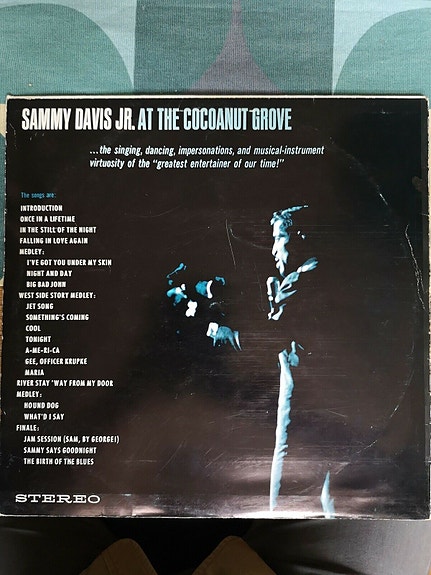 SAMMY DAVIS JR. AT THE COCOANUT GROVE
...the singing, dancing, impersonations, and musical-instrument
virtuosity of the "greatest entertainer of our time!"
The songs are:
INTRODUCTION
ONCE IN A LIFETIME
IN THE STILL OF THE NIGHT
FALLING IN LOVE AGAIN
MEDLEY:
I'VE GOT YOU UNDER MY SKIN
NIGHT AND DAY
BIG BAD JOHN
WEST SIDE STORY MEDLEY:
JET SONG
SOMETHING'S COMING
COOL
TONIGHT
A-ME-RI-CA
GEE, OFFICER KRUPKE
MARIA
RIVER STAY 'WAY FROM MY DOOR
MEDLEY:
HOUND DOG
WHAT'D I SAY
FINALE:
JAM SESSION (SAM, BY GEORGE!)
SAMMY SAYS GOODNIGHT
THE BIRTH OF THE BLUES
STEREO